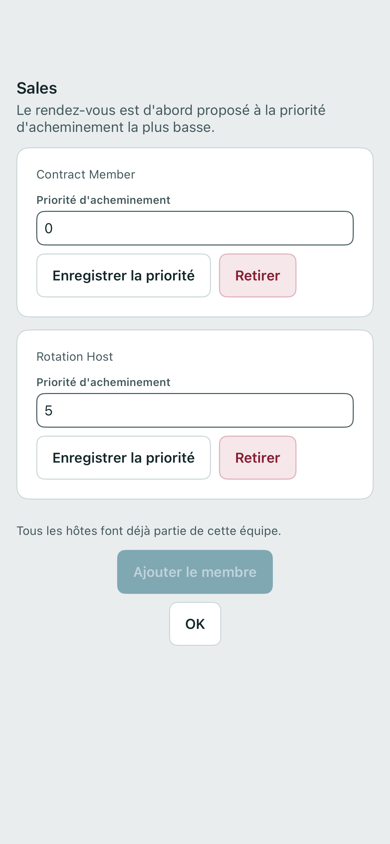 Sales
Le rendez-vous est d'abord proposé à la priorité
d'acheminement la plus basse.
Contract Member
Priorité d'acheminement
0
Enregistrer la priorité
Retirer
Rotation Host
Priorité d'acheminement
5
Enregistrer la priorité
Retirer
Tous les hôtes font déjà partie de cette équipe.
Ajouter le membre
OK